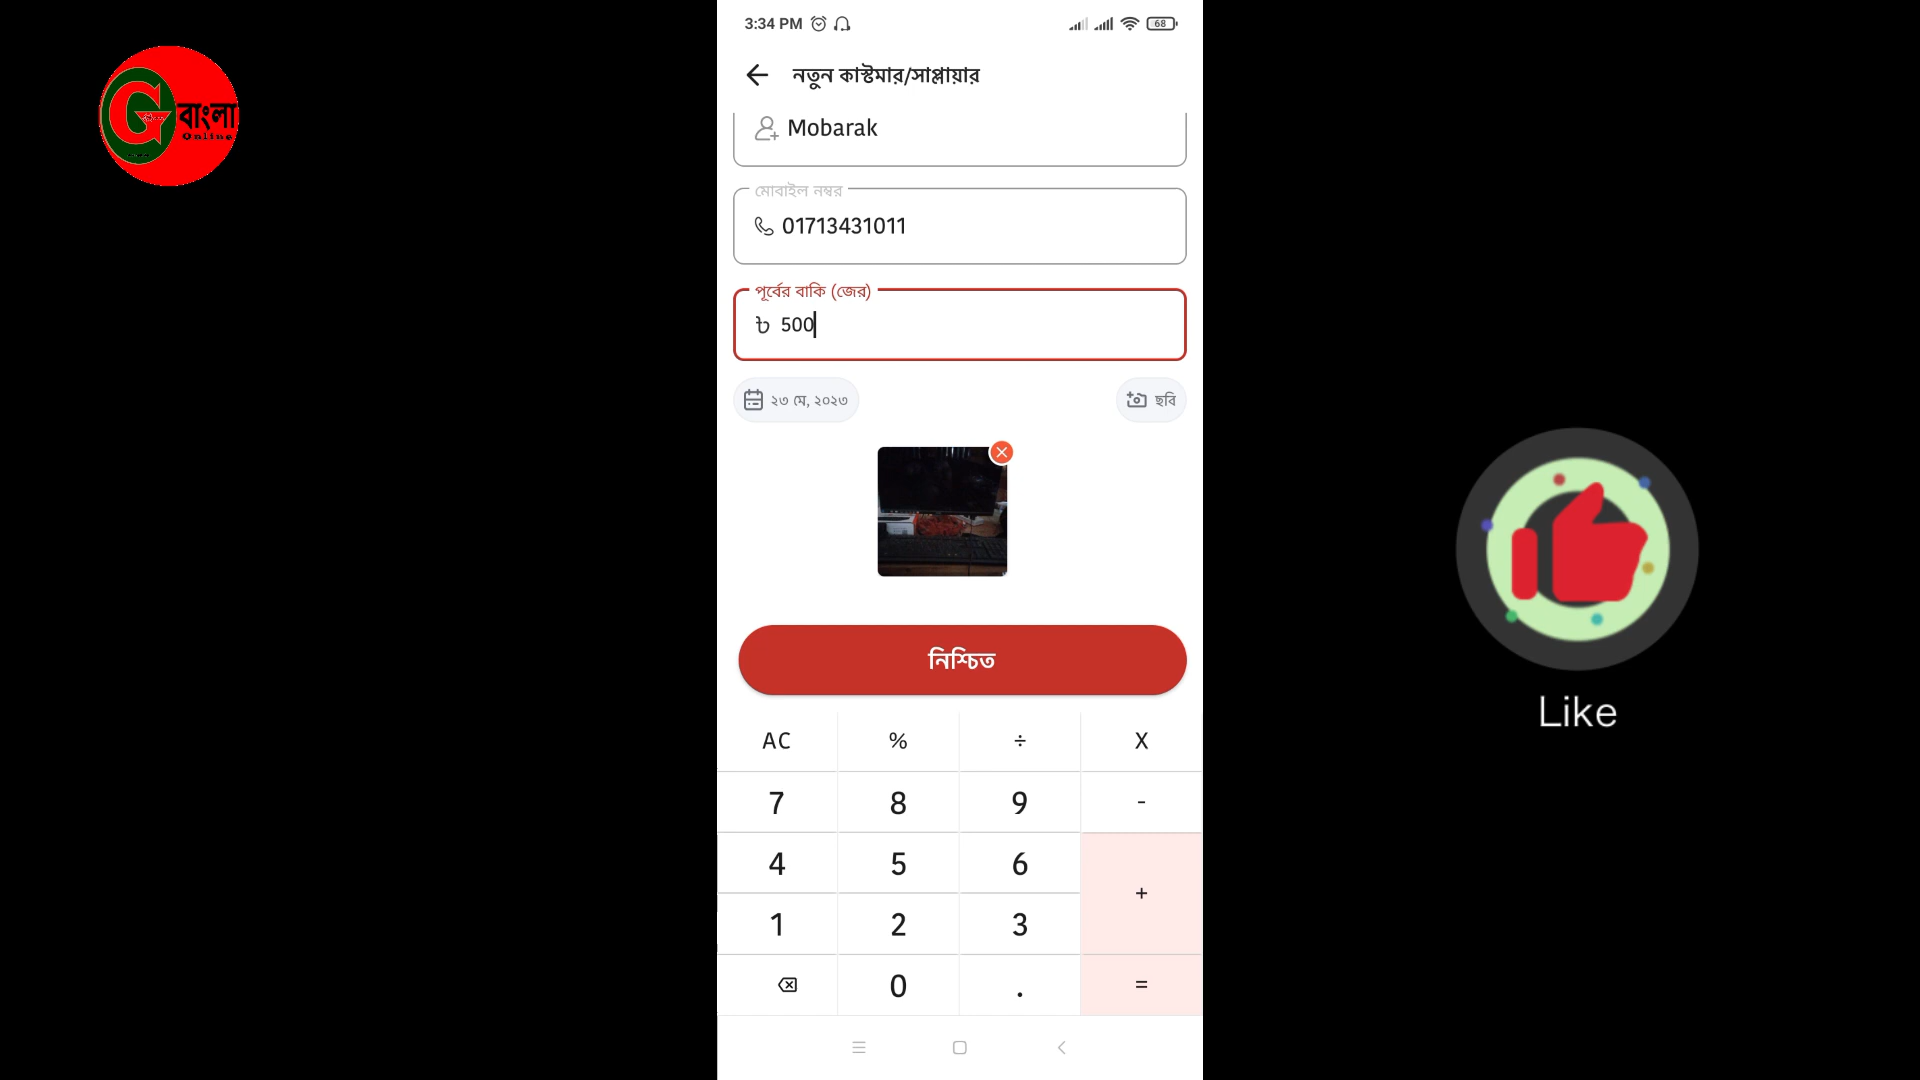 3:34 PM
68
বাংলা
Online
নতুন কাস্টমার/সাপ্লায়ার
Mobarak
মোবাইল নম্বর
01713431011
পূর্বের বাকি (জের)
৳ 500
২৩ মে, ২০২৩
ছবি
নিশ্চিত
Like
AC % ÷ X
7 8 9 -
4 5 6 +
1 2 3
0 . =